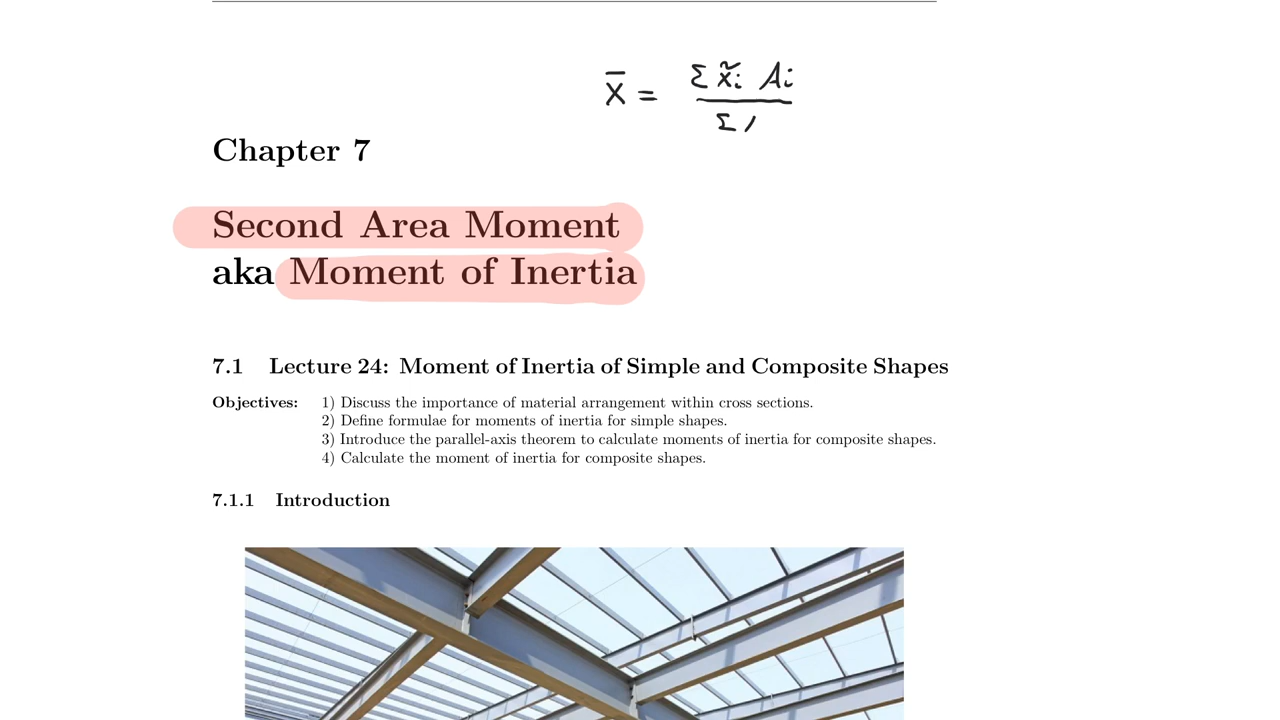 x̄ = Σ x̃i Ai
Σ
Chapter 7
Second Area Moment
aka Moment of Inertia
7.1 Lecture 24: Moment of Inertia of Simple and Composite Shapes
Objectives: 1) Discuss the importance of material arrangement within cross sections.
2) Define formulae for moments of inertia for simple shapes.
3) Introduce the parallel-axis theorem to calculate moments of inertia for composite shapes.
4) Calculate the moment of inertia for composite shapes.
7.1.1 Introduction